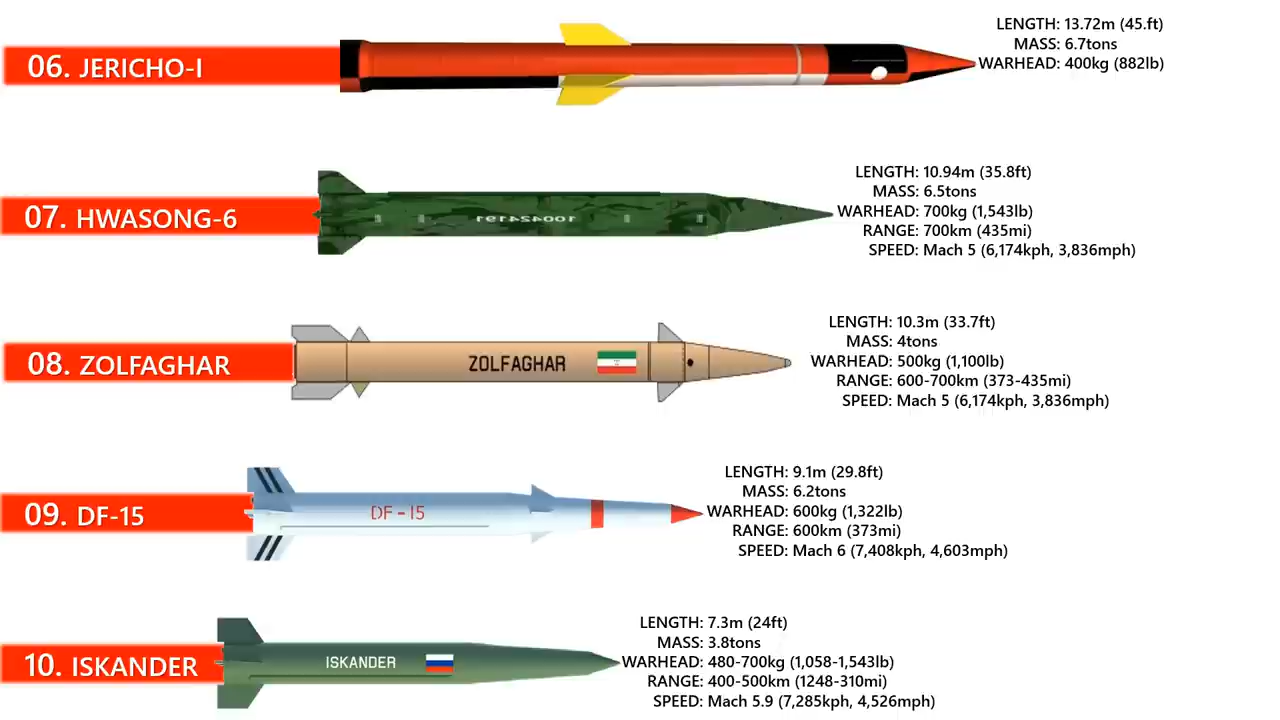 06. JERICHO-I
LENGTH: 13.72m (45.ft)
MASS: 6.7tons
WARHEAD: 400kg (882lb)
07. HWASONG-6
100424191
LENGTH: 10.94m (35.8ft)
MASS: 6.5tons
WARHEAD: 700kg (1,543lb)
RANGE: 700km (435mi)
SPEED: Mach 5 (6,174kph, 3,836mph)
08. ZOLFAGHAR
ZOLFAGHAR
LENGTH: 10.3m (33.7ft)
MASS: 4tons
WARHEAD: 500kg (1,100lb)
RANGE: 600-700km (373-435mi)
SPEED: Mach 5 (6,174kph, 3,836mph)
09. DF-15
DF-15
LENGTH: 9.1m (29.8ft)
MASS: 6.2tons
WARHEAD: 600kg (1,322lb)
RANGE: 600km (373mi)
SPEED: Mach 6 (7,408kph, 4,603mph)
10. ISKANDER
ISKANDER
LENGTH: 7.3m (24ft)
MASS: 3.8tons
WARHEAD: 480-700kg (1,058-1,543lb)
RANGE: 400-500km (1248-310mi)
SPEED: Mach 5.9 (7,285kph, 4,526mph)